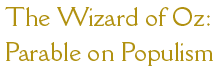 The Wizard of Oz:
Parable on Populism